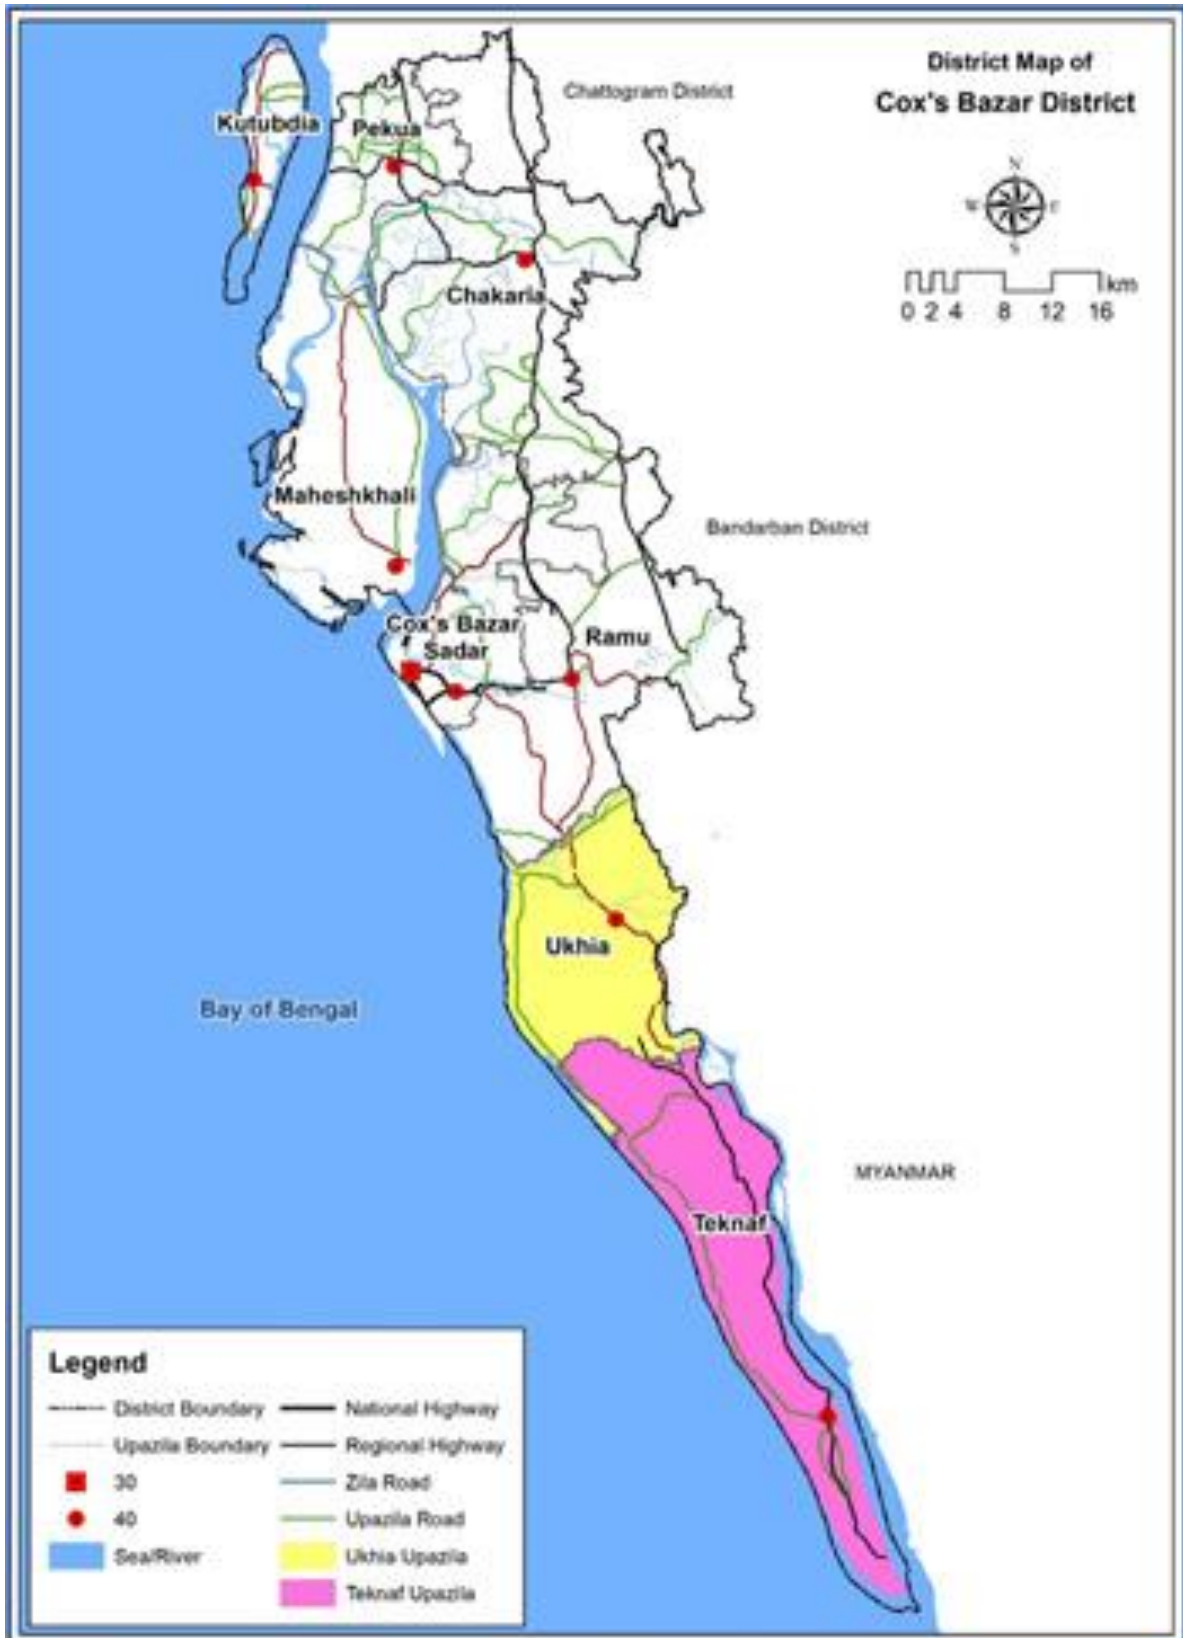 District Map of
Cox's Bazar District
Chattogram District
Kutubdia
Pekua
N
W E
S
km
0 2 4 8 12 16
Chakaria
Maheshkhali
Bandarban District
Cox's Bazar
Sadar
Ramu
Ukhia
Bay of Bengal
MYANMAR
Teknaf
Legend
District Boundary
Upazila Boundary
30
40
Sea/River
National Highway
Regional Highway
Zila Road
Upazila Road
Ukhia Upazila
Teknaf Upazila